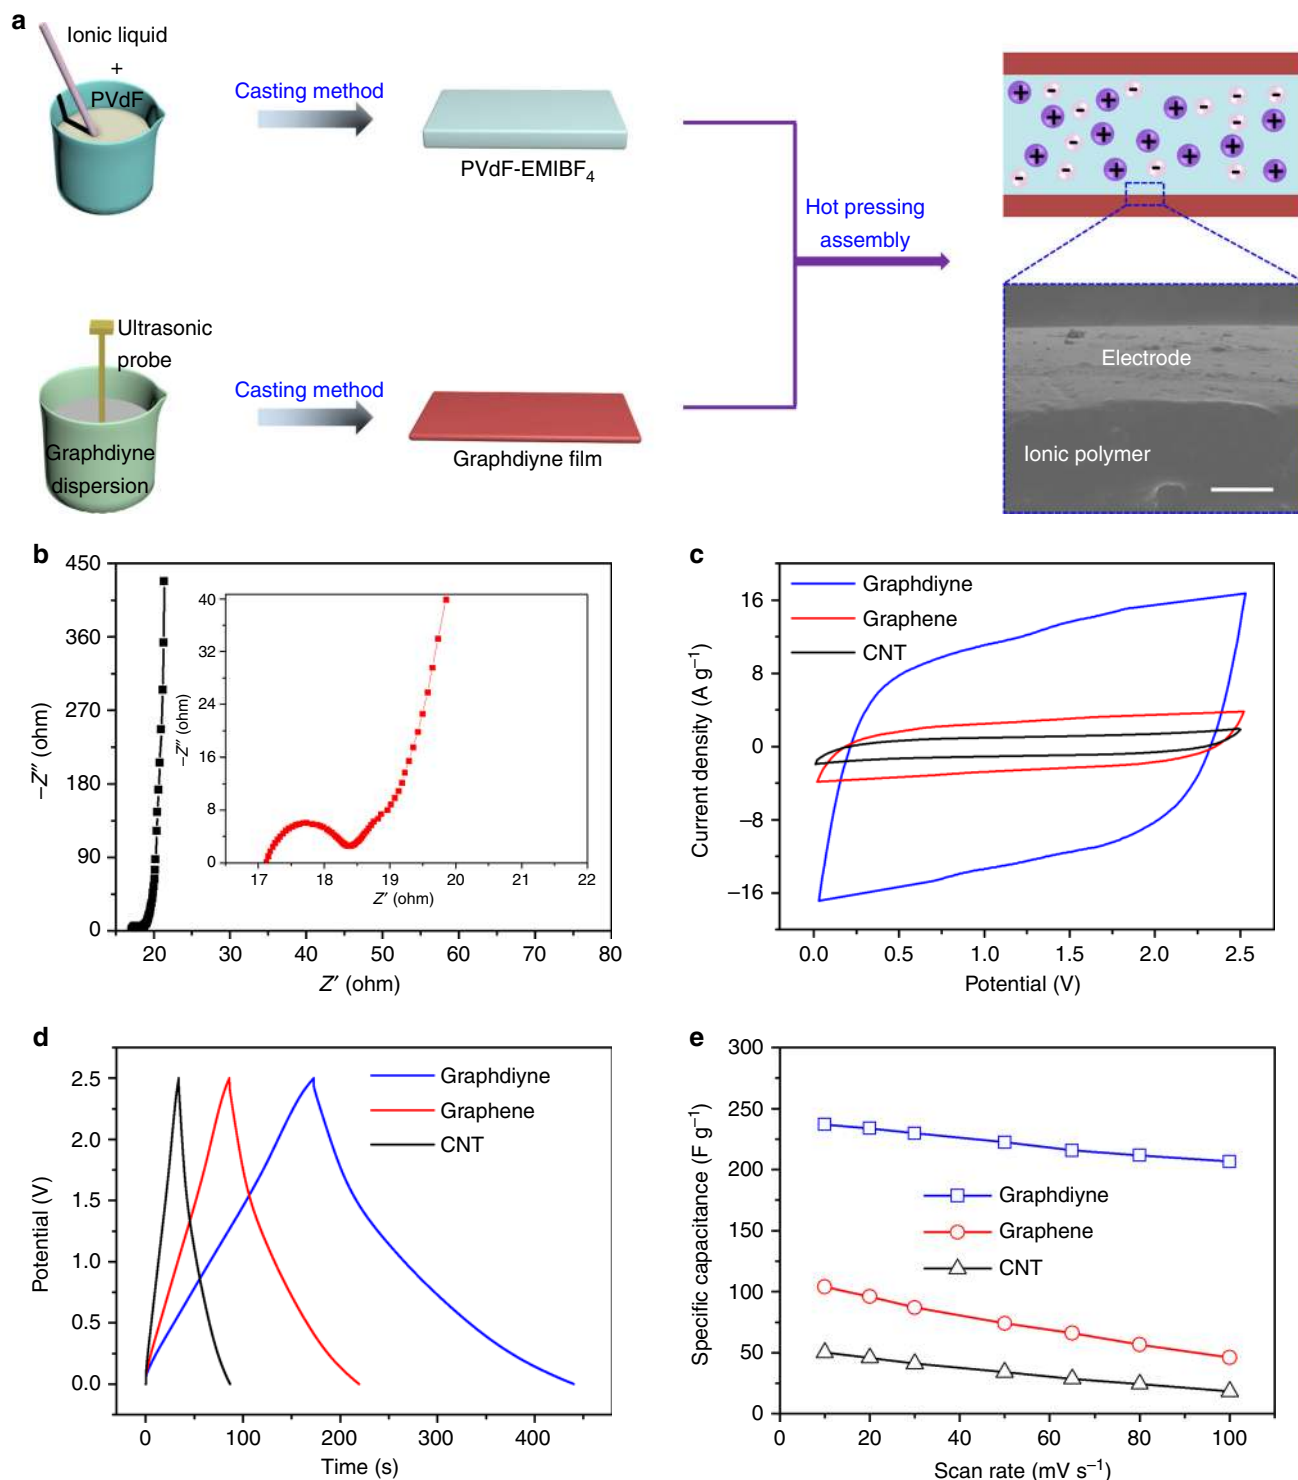 a
Ionic liquid
+
PVdF
Casting method
PVdF-EMIBF4
Hot pressing
assembly
Ultrasonic
probe
Casting method
Graphdiyne
dispersion
Graphdiyne film
+ - + - - -
+ - + - +
+ - + + -
- + - - +
Electrode
Ionic polymer
b
450
360
270
180
90
0
–Z″ (ohm)
20 30 40 50 60 70 80
Z′ (ohm)
40
32
24
16
8
0
–Z″ (ohm)
17 18 19 20 21 22
Z′ (ohm)
c
Graphdiyne
Graphene
CNT
16
8
0
–8
–16
Current density (A g–1)
0.0 0.5 1.0 1.5 2.0 2.5
Potential (V)
d
Graphdiyne
Graphene
CNT
2.5
2.0
1.5
1.0
0.5
0.0
Potential (V)
0 100 200 300 400
Time (s)
e
300
250
200
150
100
50
0
Specific capacitance (F g–1)
Graphdiyne
Graphene
CNT
0 20 40 60 80 100
Scan rate (mV s–1)